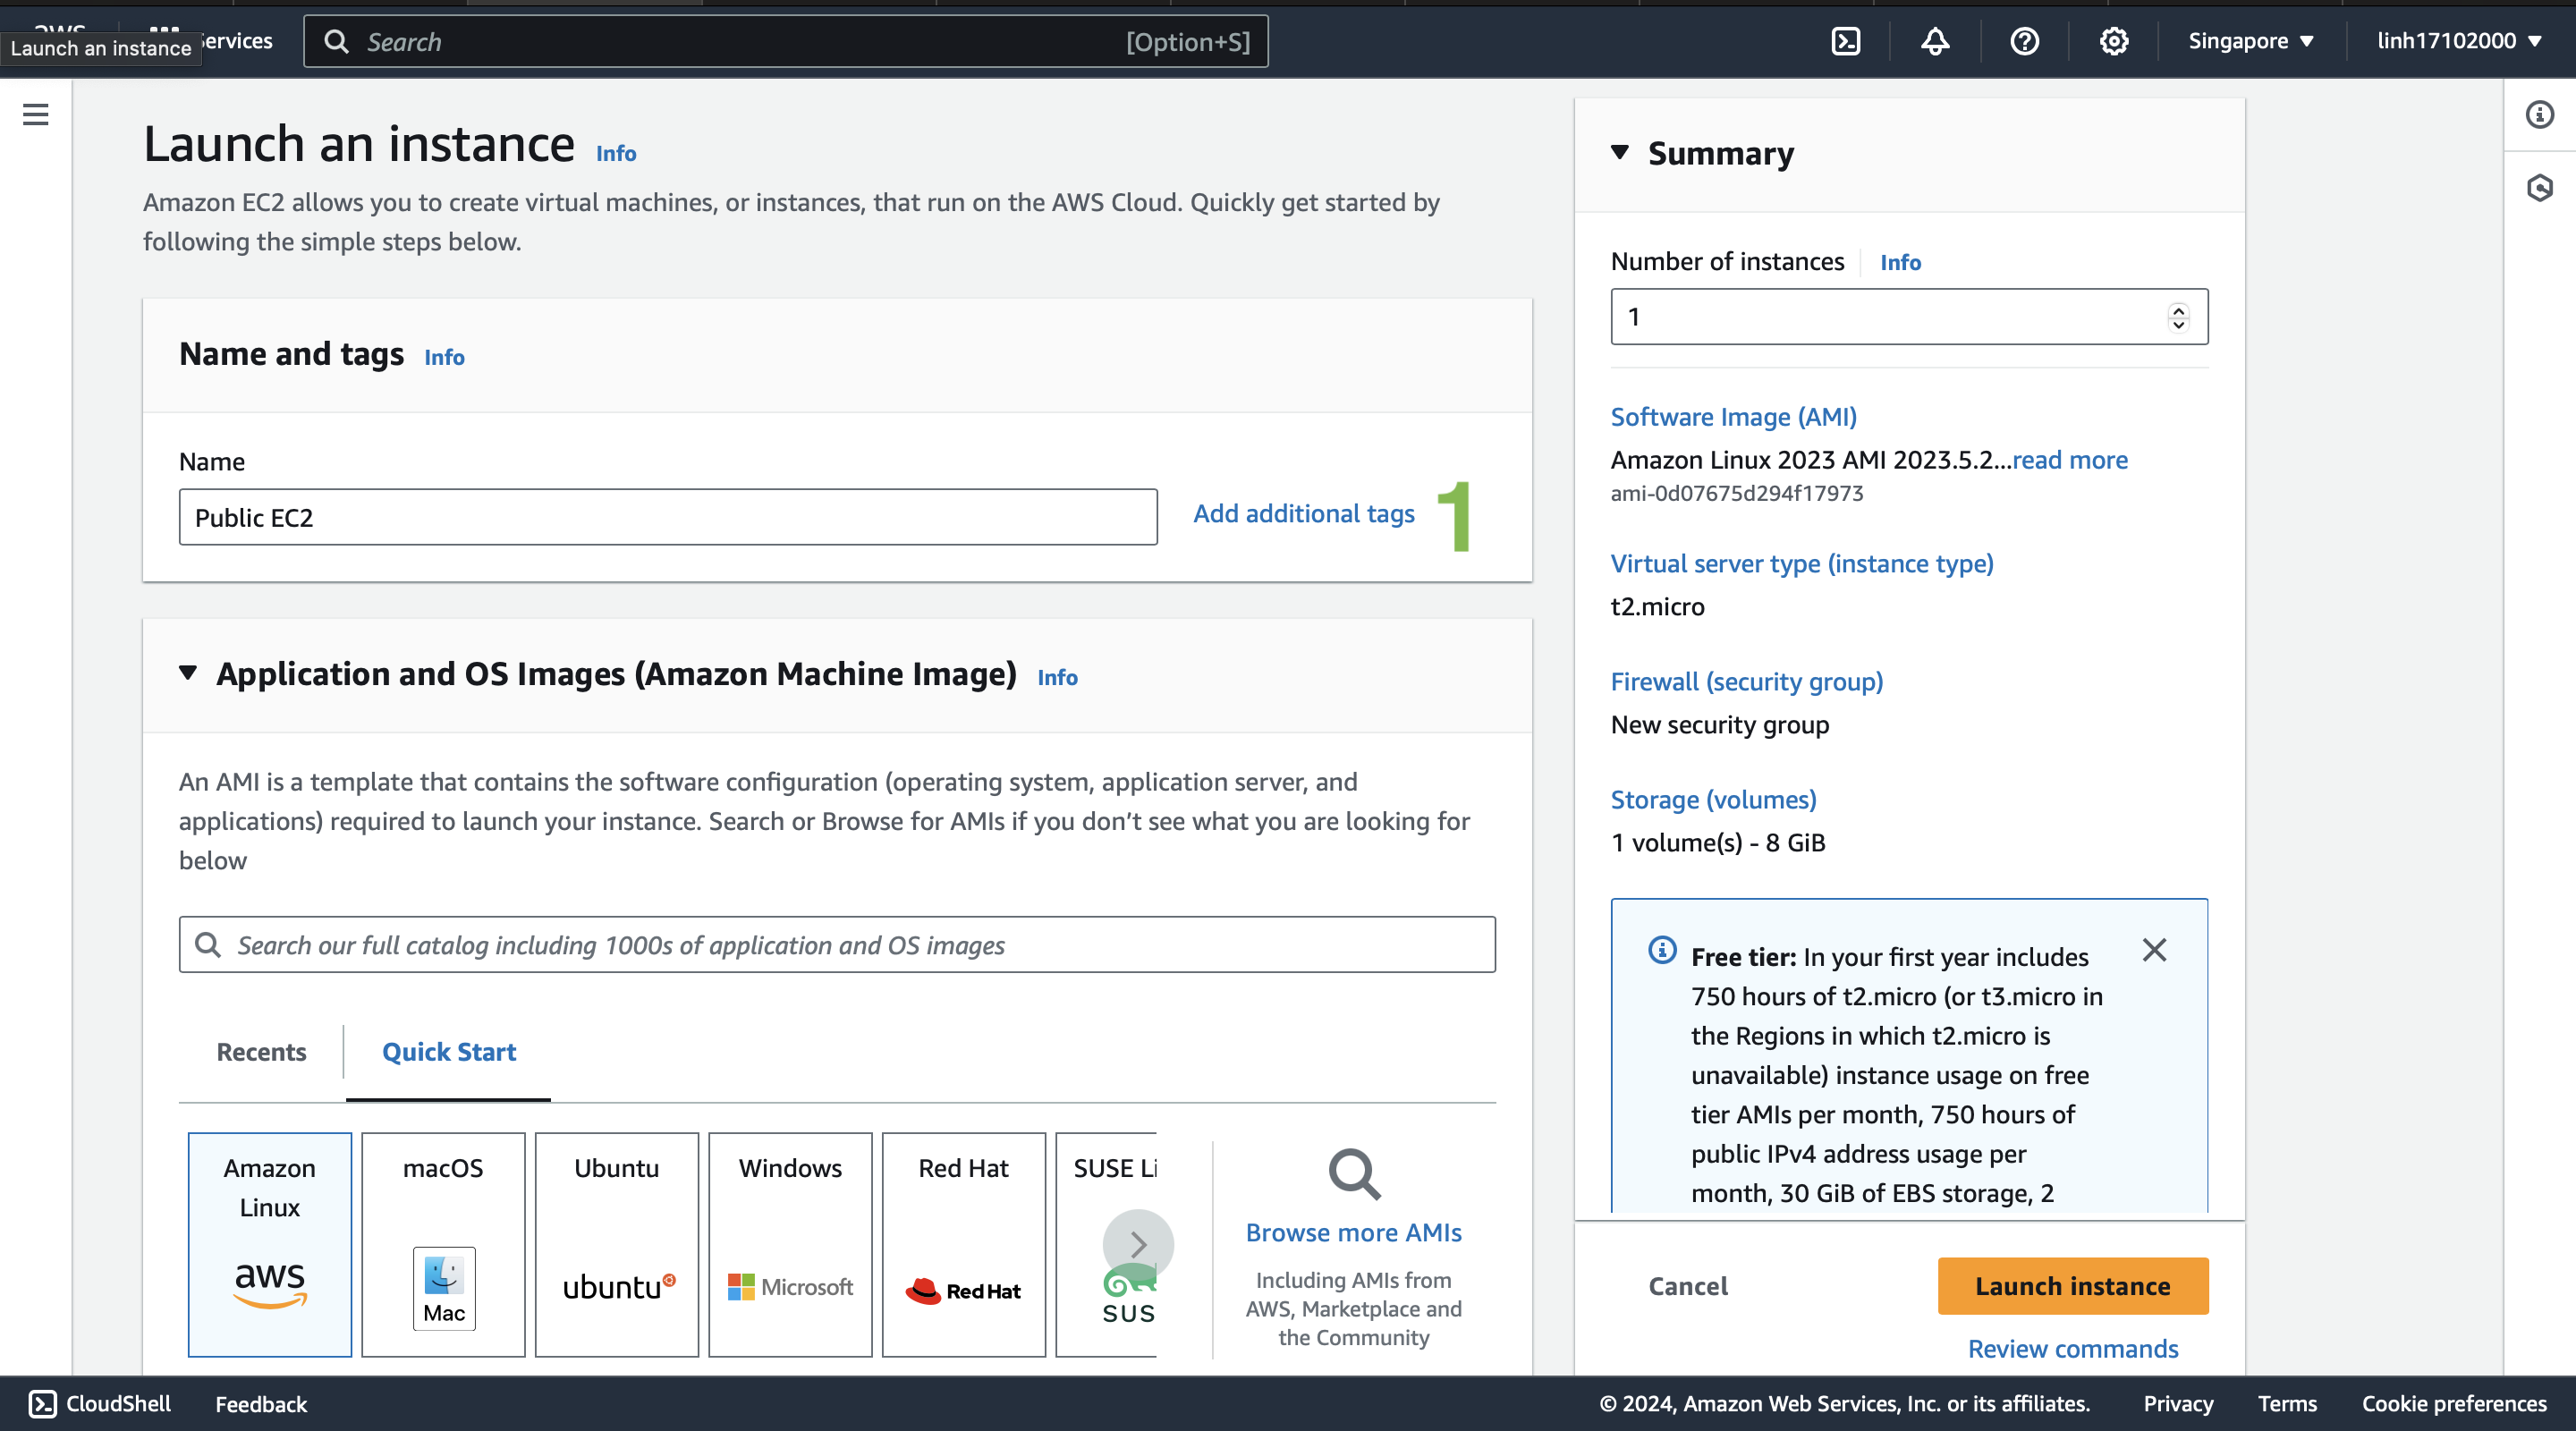 aws
Services
Launch an instance
Search
[Option+S]
Singapore
linh17102000
Launch an instance Info
Amazon EC2 allows you to create virtual machines, or instances, that run on the AWS Cloud. Quickly get started by
following the simple steps below.
Name and tags Info
Name
Public EC2
Add additional tags
1
Application and OS Images (Amazon Machine Image) Info
An AMI is a template that contains the software configuration (operating system, application server, and
applications) required to launch your instance. Search or Browse for AMIs if you don’t see what you are looking for
below
Search our full catalog including 1000s of application and OS images
Recents
Quick Start
Amazon
Linux
aws
macOS
Mac
Ubuntu
ubuntu
Windows
Microsoft
Red Hat
Red Hat
SUSE Li
SUS
Browse more AMIs
Including AMIs from
AWS, Marketplace and
the Community
Summary
Number of instances Info
1
Software Image (AMI)
Amazon Linux 2023 AMI 2023.5.2...read more
ami-0d07675d294f17973
Virtual server type (instance type)
t2.micro
Firewall (security group)
New security group
Storage (volumes)
1 volume(s) - 8 GiB
Free tier: In your first year includes
750 hours of t2.micro (or t3.micro in
the Regions in which t2.micro is
unavailable) instance usage on free
tier AMIs per month, 750 hours of
public IPv4 address usage per
month, 30 GiB of EBS storage, 2
Cancel
Launch instance
Review commands
CloudShell
Feedback
© 2024, Amazon Web Services, Inc. or its affiliates.
Privacy
Terms
Cookie preferences